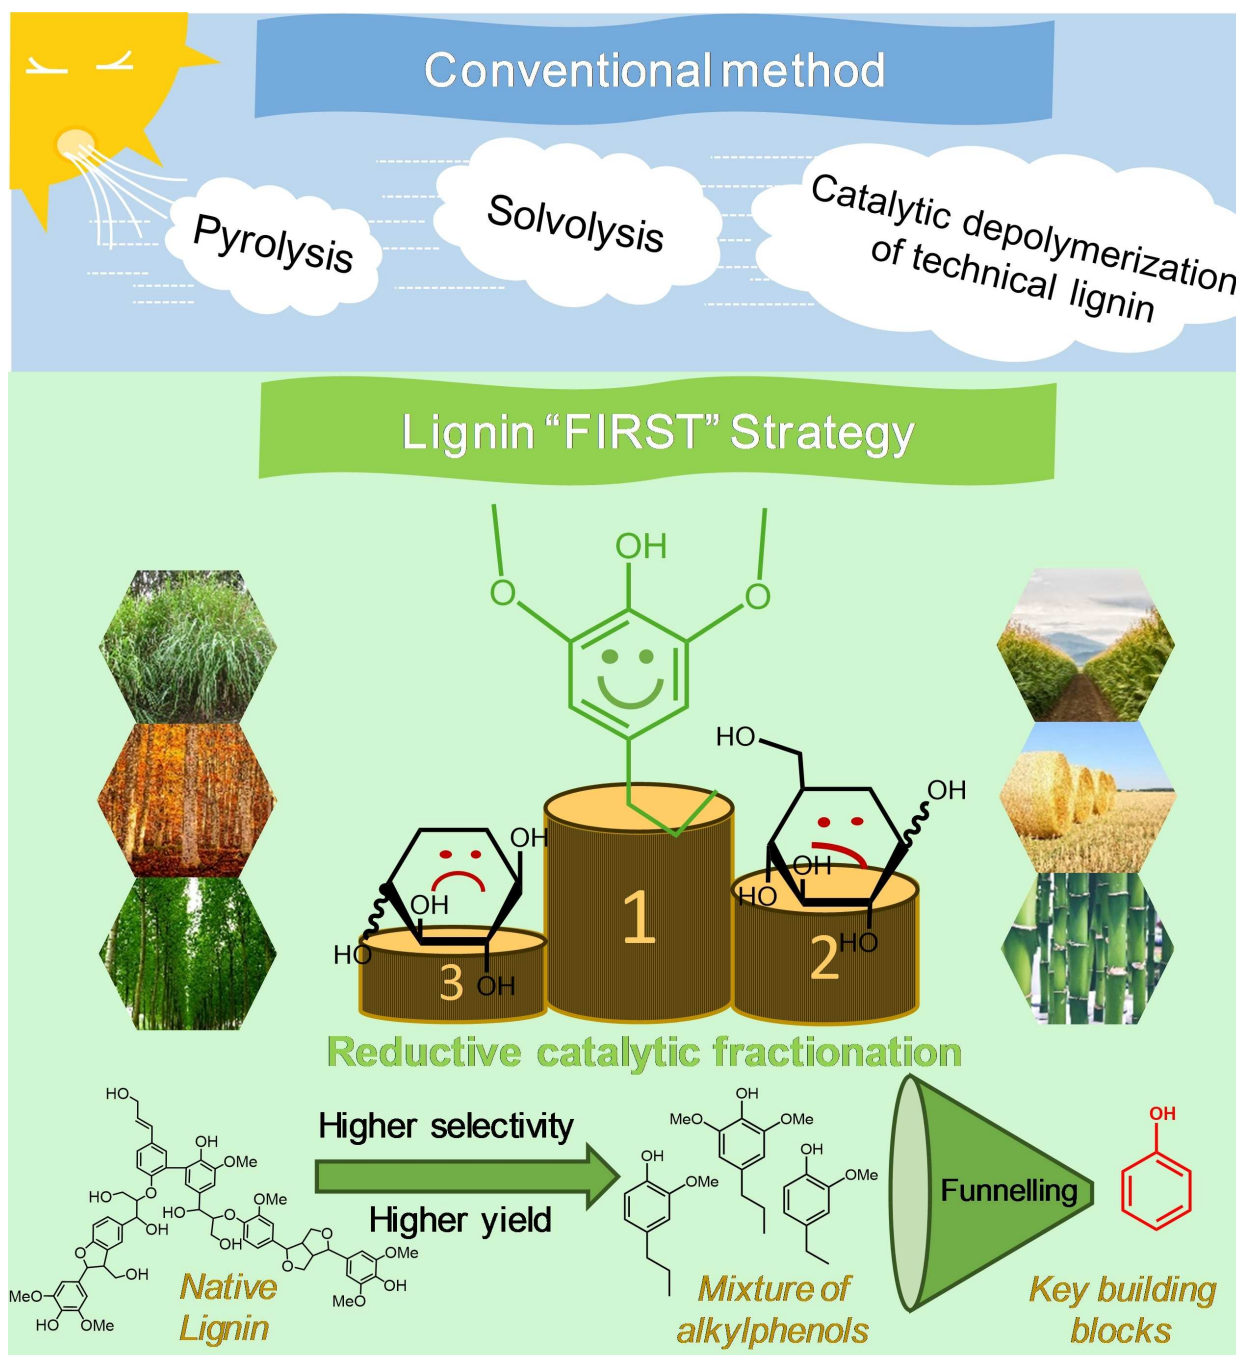 Conventional method
Pyrolysis
Solvolysis
Catalytic depolymerization
of technical lignin
Lignin “FIRST” Strategy
OH
O
O
HO
OH
OH
OH
HO
OH
HO
OH
HO
OH
1
2
3
Reductive catalytic fractionation
HO
OH
OMe
O
HO
OH
HO
O
OMe
OH
O
OH
O
O
OMe
OH
OMe
MeO
HO
OMe
Native
Lignin
Higher selectivity
Higher yield
OH
MeO
OMe
OH
OMe
OH
OMe
Mixture of
alkylphenols
Funnelling
OH
Key building
blocks